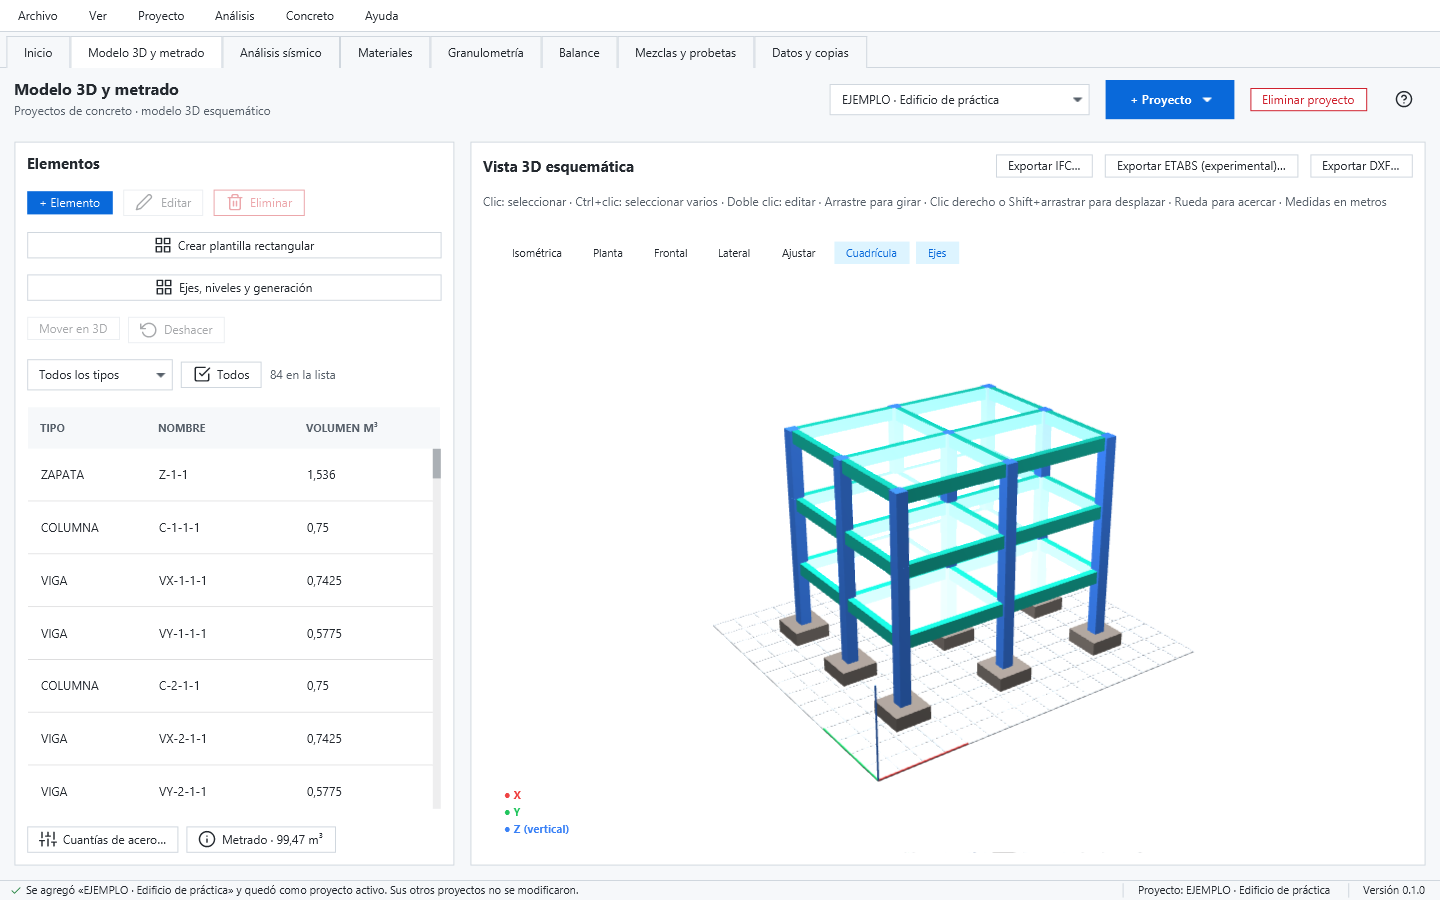 Archivo Ver Proyecto Análisis Concreto Ayuda
Inicio Modelo 3D y metrado Análisis sísmico Materiales Granulometría Balance Mezclas y probetas Datos y copias
Modelo 3D y metrado
Proyectos de concreto · modelo 3D esquemático
EJEMPLO · Edificio de práctica
+ Proyecto
Eliminar proyecto
Elementos
+ Elemento Editar Eliminar
Crear plantilla rectangular
Ejes, niveles y generación
Mover en 3D Deshacer
Todos los tipos Todos 84 en la lista
TIPO NOMBRE VOLUMEN M³
ZAPATA Z-1-1 1,536
COLUMNA C-1-1-1 0,75
VIGA VX-1-1-1 0,7425
VIGA VY-1-1-1 0,5775
COLUMNA C-2-1-1 0,75
VIGA VX-2-1-1 0,7425
VIGA VY-2-1-1 0,5775
Cuantías de acero... Metrado · 99,47 m³
Vista 3D esquemática
Exportar IFC... Exportar ETABS (experimental)... Exportar DXF...
Clic: seleccionar · Ctrl+clic: seleccionar varios · Doble clic: editar · Arrastre para girar · Clic derecho o Shift+arrastrar para desplazar · Rueda para acercar · Medidas en metros
Isométrica Planta Frontal Lateral Ajustar Cuadrícula Ejes
• X
• Y
• Z (vertical)
Se agregó «EJEMPLO · Edificio de práctica» y quedó como proyecto activo. Sus otros proyectos no se modificaron.
Proyecto: EJEMPLO · Edificio de práctica
Versión 0.1.0